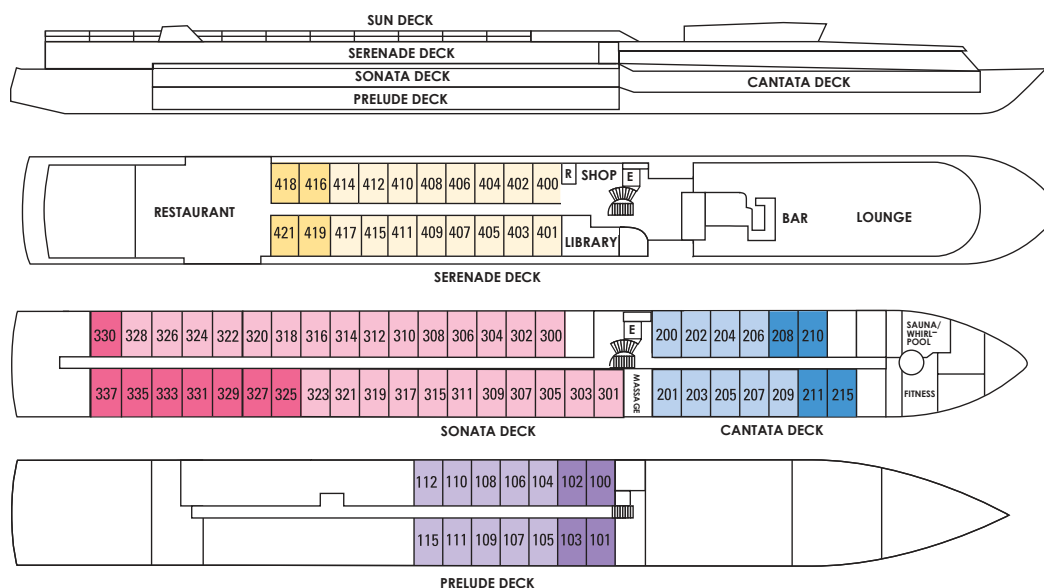 SUN DECK
SERENADE DECK
SONATA DECK
CANTATA DECK
PRELUDE DECK
418 416 414 412 410 408 406 404 402 400 R SHOP E
RESTAURANT BAR LOUNGE
421 419 417 415 411 409 407 405 403 401 LIBRARY
SERENADE DECK
330 328 326 324 322 320 318 316 314 312 310 308 306 304 302 300 E 200 202 204 206 208 210 SAUNA/
WHIRL-
POOL
337 335 333 331 329 327 325 323 321 319 317 315 311 309 307 305 303 301 MASSAGE 201 203 205 207 209 211 215 FITNESS
SONATA DECK CANTATA DECK
112 110 108 106 104 102 100
115 111 109 107 105 103 101
PRELUDE DECK